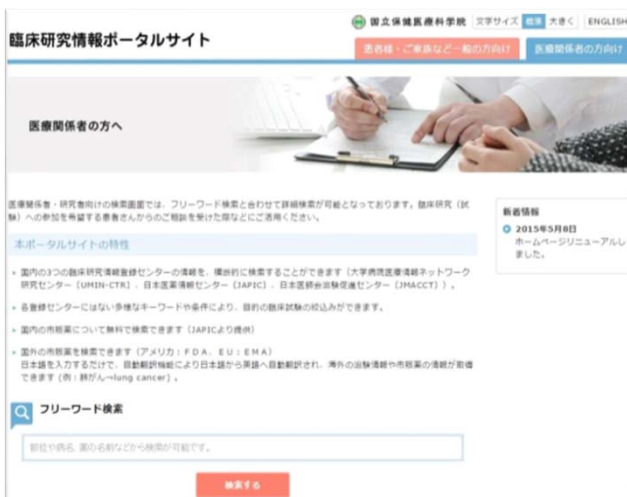 国立保健医療科学院 文字サイズ 標準 大きく ENGLISH
臨床研究情報ポータルサイト
患者様・ご家族など一般の方向け 医療関係者の方向け
医療関係者の方へ
医療関係者・研究者向けの検索画面では、フリーワード検索と合わせて詳細検索が可能となっております。臨床研究（試
験）への参加を希望する患者さんからのご相談を受けた際などにご活用ください。
新着情報
2015年5月8日
ホームページリニューアルし
ました。
本ポータルサイトの特性
国内の3つの臨床研究情報登録センターの情報を、横断的に検索することができます（大学病院医療情報ネットワーク
研究センター［UMIN-CTR］、日本医薬情報センター［JAPIC］、日本医師会治験促進センター［JMACCT］）。
各登録センターにはない多様なキーワードや条件により、目的の臨床試験の絞込みができます。
国内の市販薬について無料で検索できます（JAPICより提供）
国外の市販薬を検索できます（アメリカ：ＦＤＡ、ＥＵ：ＥＭＡ）
日本語を入力するだけで、自動翻訳機能により日本語から英語へ自動翻訳され、海外の治験情報や市販薬の情報が取得
できます（例：肺がん→lung cancer）。
フリーワード検索
部位や病名、薬の名前などから検索が可能です。
検索する